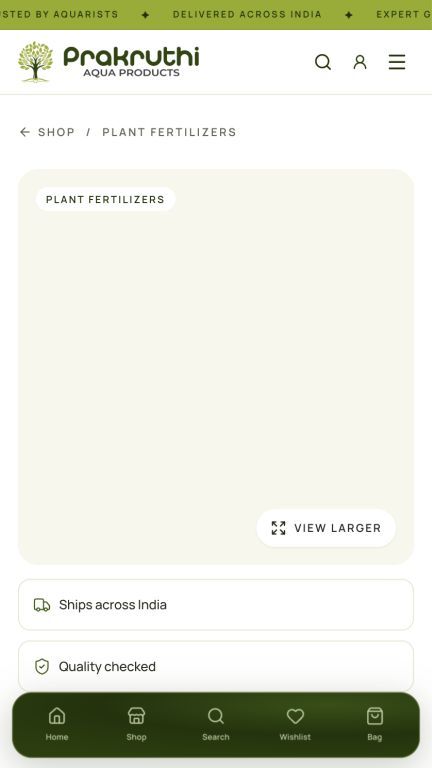 STED BY AQUARISTS ✦ DELIVERED ACROSS INDIA ✦ EXPERT G
Prakruthi
AQUA PRODUCTS
← SHOP / PLANT FERTILIZERS
PLANT FERTILIZERS
VIEW LARGER
Ships across India
Quality checked
Home Shop Search Wishlist Bag